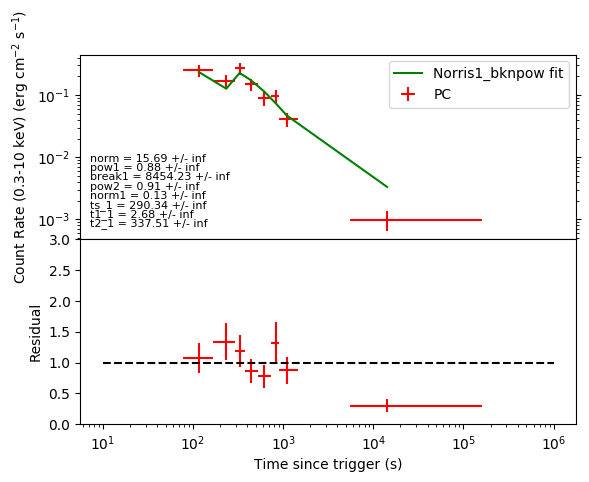 Count Rate (0.3-10 keV) (erg cm⁻² s⁻¹)
10⁻¹
10⁻²
10⁻³
Norris1_bknpow fit
PC
norm = 15.69 +/- inf
pow1 = 0.88 +/- inf
break1 = 8454.23 +/- inf
pow2 = 0.91 +/- inf
norm1 = 0.13 +/- inf
ts_1 = 290.34 +/- inf
t1_1 = 2.68 +/- inf
t2_1 = 337.51 +/- inf
Residual
3.0
2.5
2.0
1.5
1.0
0.5
0.0
10¹ 10² 10³ 10⁴ 10⁵ 10⁶
Time since trigger (s)